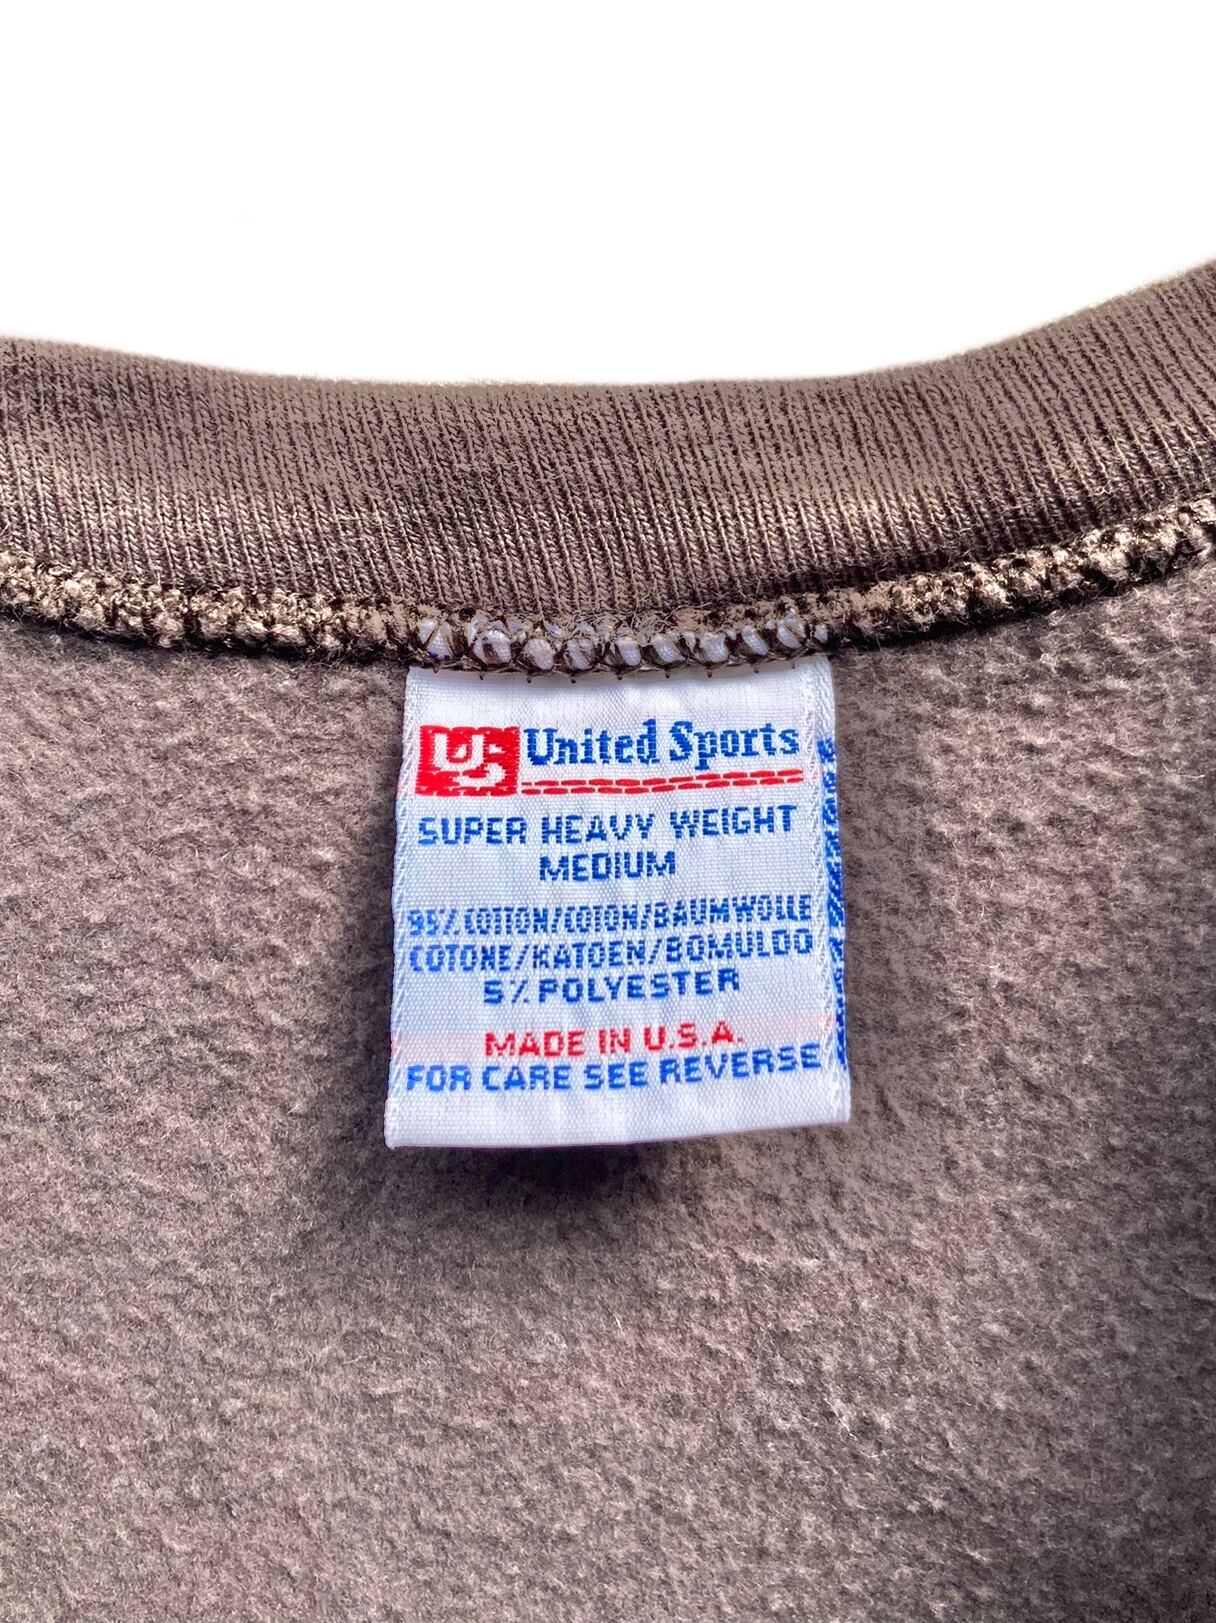 US United Sports
SUPER HEAVY WEIGHT
MEDIUM
95% COTTON/COTON/BAUMWOLLE
COTONE/KATOEN/BOMULDO
5% POLYESTER
MADE IN U.S.A.
FOR CARE SEE REVERSE